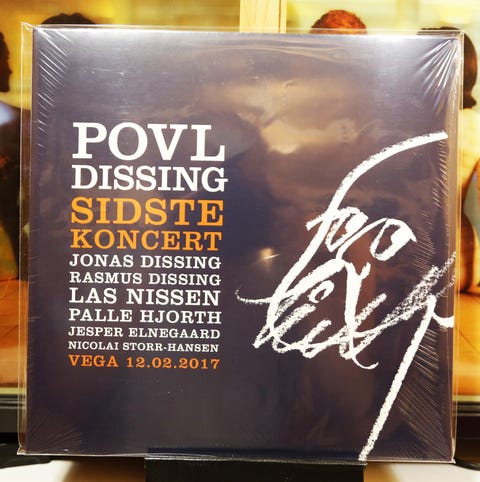 POVL
DISSING
SIDSTE
KONCERT
JONAS DISSING
RASMUS DISSING
LAS NISSEN
PALLE HJORTH
JESPER ELNEGAARD
NICOLAI STORR-HANSEN
VEGA 12.02.2017